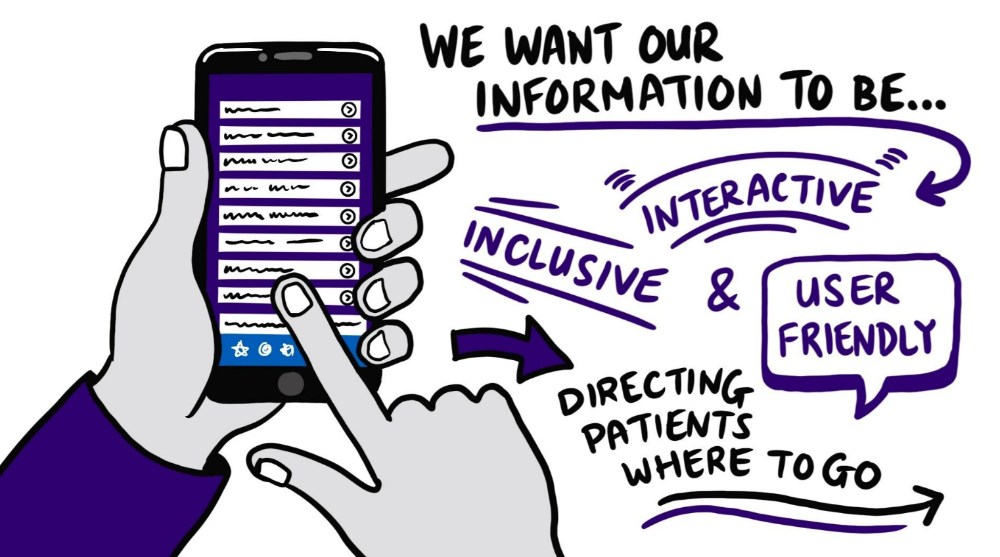 WE WANT OUR
INFORMATION TO BE...
INTERACTIVE
INCLUSIVE
&
USER
FRIENDLY
DIRECTING
PATIENTS
WHERE TO GO